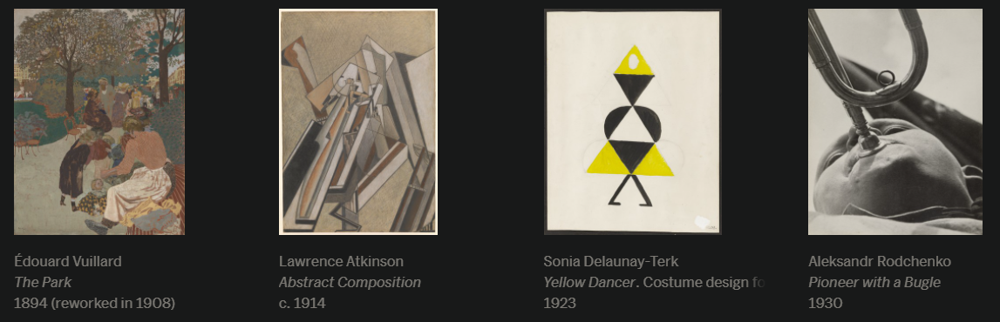 Édouard Vuillard
The Park
1894 (reworked in 1908)
Lawrence Atkinson
Abstract Composition
c. 1914
Sonia Delaunay-Terk
Yellow Dancer. Costume design
1923
Aleksandr Rodchenko
Pioneer with a Bugle
1930